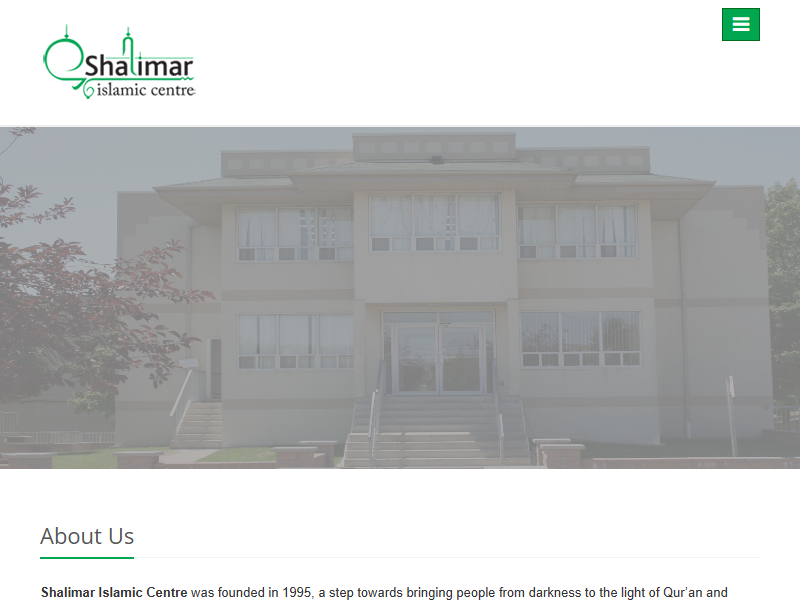 Shalimar
islamic centre
About Us
Shalimar Islamic Centre was founded in 1995, a step towards bringing people from darkness to the light of Qur’an and